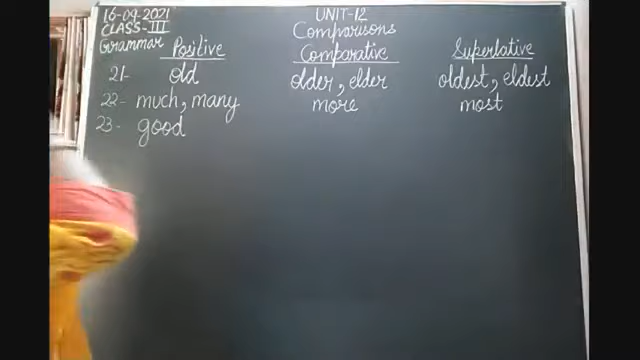 16-09-2021 UNIT-12
CLASS-III Comparisons
Grammar Positive Comparative Superlative
21- old older, elder oldest, eldest
22- much, many more most
23- good